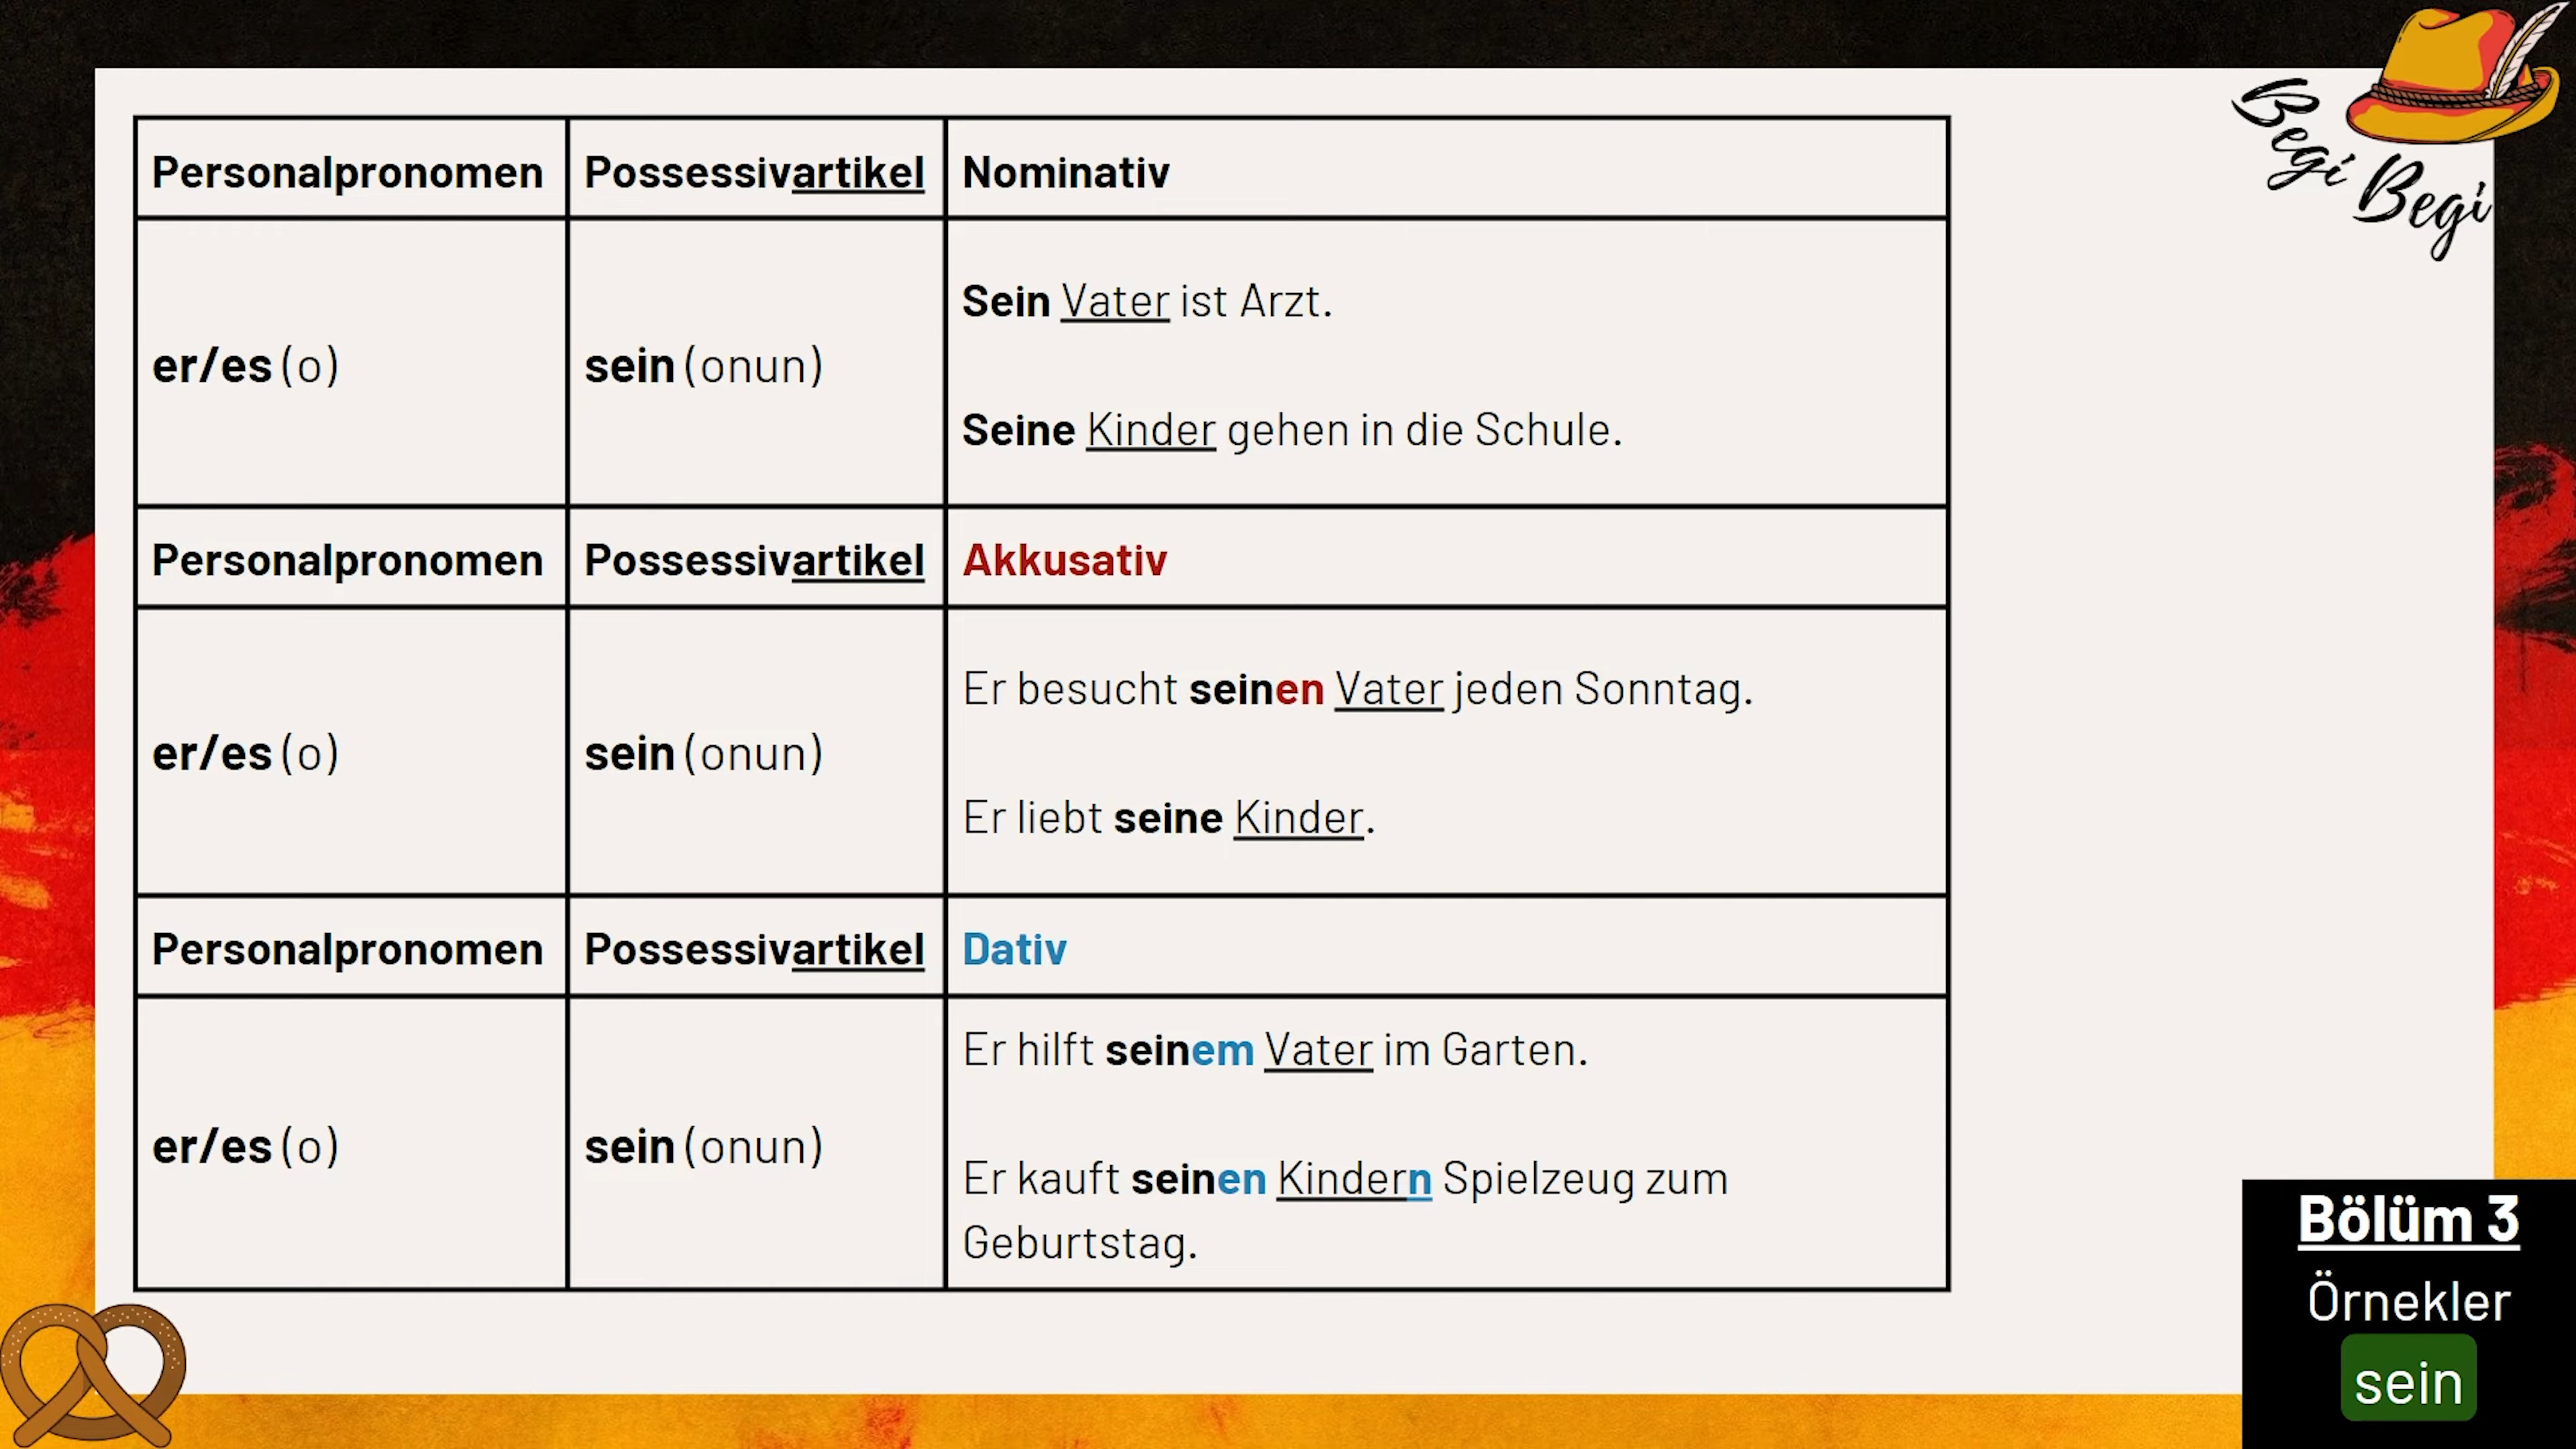 Begi Begi
Personalpronomen Possessivartikel Nominativ
er/es (o) sein (onun)
Sein Vater ist Arzt.
Seine Kinder gehen in die Schule.
Personalpronomen Possessivartikel Akkusativ
er/es (o) sein (onun)
Er besucht seinen Vater jeden Sonntag.
Er liebt seine Kinder.
Personalpronomen Possessivartikel Dativ
er/es (o) sein (onun)
Er hilft seinem Vater im Garten.
Er kauft seinen Kindern Spielzeug zum
Geburtstag.
Bölüm 3
Örnekler
sein